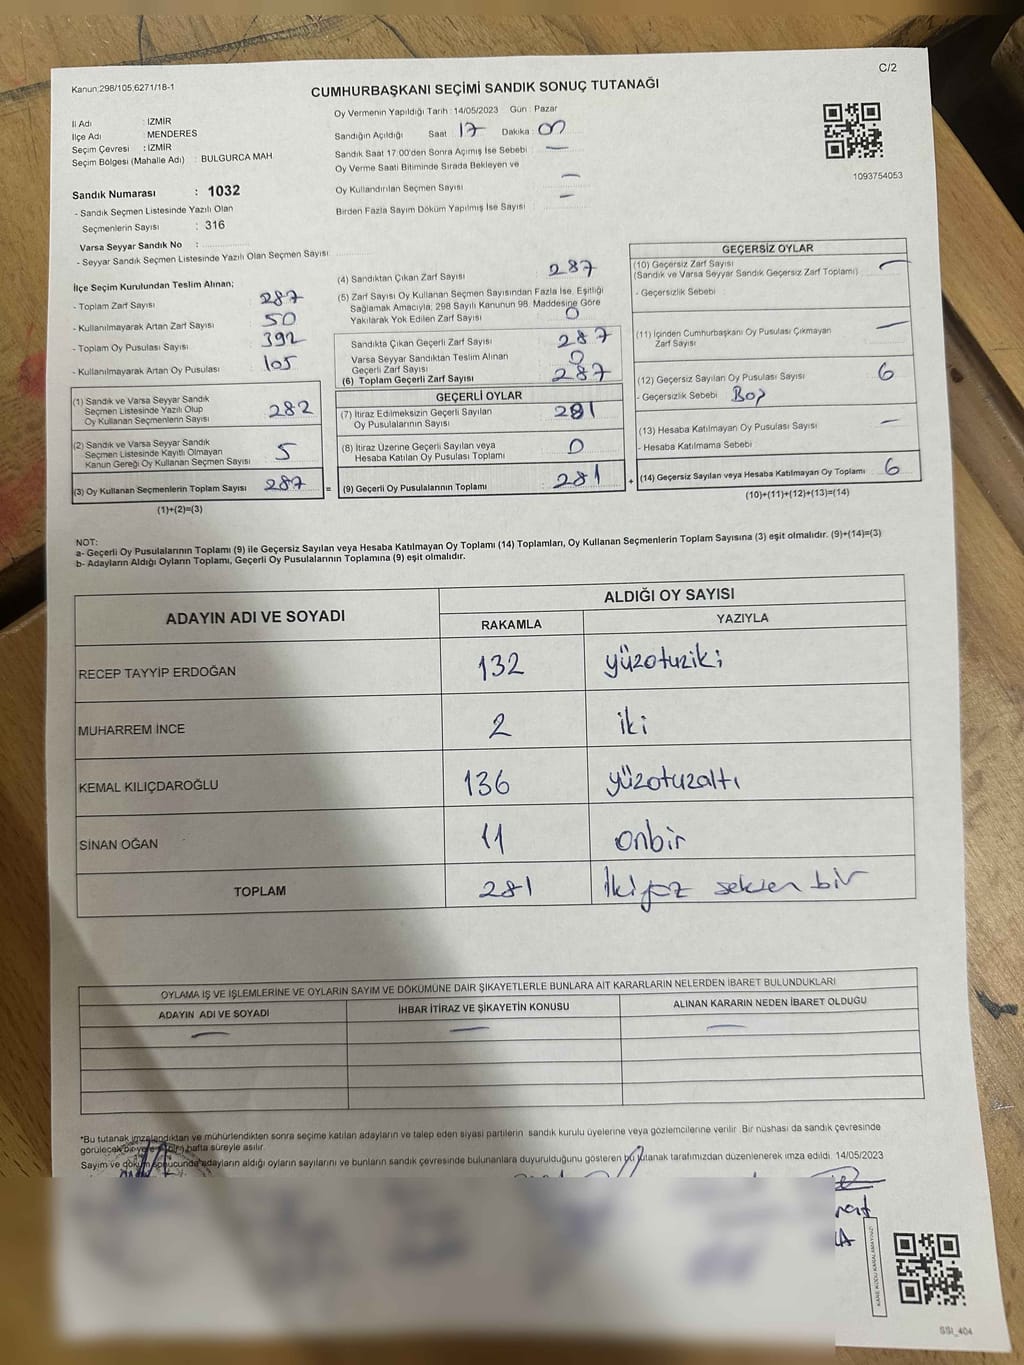 Kanun:298/105,6271/18-1
C/2
CUMHURBAŞKANI SEÇİMİ SANDIK SONUÇ TUTANAĞI
İl Adı : İZMİR
İlçe Adı : MENDERES
Seçim Çevresi : İZMİR
Seçim Bölgesi (Mahalle Adı) : BULGURCA MAH
Sandık Numarası : 1032
- Sandık Seçmen Listesinde Yazılı Olan
Seçmenlerin Sayısı : 316
Varsa Seyyar Sandık No :
- Seyyar Sandık Seçmen Listesinde Yazılı Olan Seçmen Sayısı
Oy Vermenin Yapıldığı Tarih : 14/05/2023 Gün : Pazar
Sandığın Açıldığı Saat 17 Dakika : 00
Sandık Saat 17.00'den Sonra Açımış İse Sebebi : —
Oy Verme Saati Bitiminde Sırada Bekleyen ve
Oy Kullandırılan Seçmen Sayısı —
Birden Fazla Sayım Döküm Yapılmış İse Sayısı : —
1093754053
İlçe Seçim Kurulundan Teslim Alınan;
- Toplam Zarf Sayısı 287
- Kullanılmayarak Artan Zarf Sayısı 50
- Toplam Oy Pusulası Sayısı 392
- Kullanılmayarak Artan Oy Pusulası 105
(1) Sandık ve Varsa Seyyar Sandık
Seçmen Listesinde Yazılı Olup
Oy Kullanan Seçmenlerin Sayısı 282
(2) Sandık ve Varsa Seyyar Sandık
Seçmen Listesinde Kayıtlı Olmayan
Kanun Gereği Oy Kullanan Seçmen Sayısı 5
(3) Oy Kullanan Seçmenlerin Toplam Sayısı 287 =
(1)+(2)=(3)
(4) Sandıktan Çıkan Zarf Sayısı : 287
(5) Zarf Sayısı Oy Kullanan Seçmen Sayısından Fazla İse, Eşitliği
Sağlamak Amacıyla, 298 Sayılı Kanunun 98. Maddesine Göre
Yakılarak Yok Edilen Zarf Sayısı 0
Sandıkta Çıkan Geçerli Zarf Sayısı 287
Varsa Seyyar Sandıktan Teslim Alınan
Geçerli Zarf Sayısı 0
(6) Toplam Geçerli Zarf Sayısı 287
GEÇERLİ OYLAR
(7) İtiraz Edilmeksizin Geçerli Sayılan
Oy Pusulalarının Sayısı 281
(8) İtiraz Üzerine Geçerli Sayılan veya
Hesaba Katılan Oy Pusulası Toplamı 0
(9) Geçerli Oy Pusulalarının Toplamı 281 +
GEÇERSİZ OYLAR
(10) Geçersiz Zarf Sayısı —
(Sandık ve Varsa Seyyar Sandık Geçersiz Zarf Toplamı)
- Geçersizlik Sebebi :
(11) İçinden Cumhurbaşkanı Oy Pusulası Çıkmayan —
Zarf Sayısı
(12) Geçersiz Sayılan Oy Pusulası Sayısı 6
- Geçersizlik Sebebi Boş
(13) Hesaba Katılmayan Oy Pusulası Sayısı —
- Hesaba Katılmama Sebebi :
(14) Geçersiz Sayılan veya Hesaba Katılmayan Oy Toplamı 6
(10)+(11)+(12)+(13)=(14)
NOT:
a- Geçerli Oy Pusulalarının Toplamı (9) ile Geçersiz Sayılan veya Hesaba Katılmayan Oy Toplamı (14) Toplamları, Oy Kullanan Seçmenlerin Toplam Sayısına (3) eşit olmalıdır. (9)+(14)=(3)
b- Adayların Aldığı Oyların Toplamı, Geçerli Oy Pusulalarının Toplamına (9) eşit olmalıdır.
ADAYIN ADI VE SOYADI
ALDIĞI OY SAYISI
RAKAMLA YAZIYLA
RECEP TAYYİP ERDOĞAN 132 yüzotuziki
MUHARREM İNCE 2 iki
KEMAL KILIÇDAROĞLU 136 yüzotuzaltı
SİNAN OĞAN 11 onbir
TOPLAM 281 İkiyüz seksen bir
OYLAMA İŞ VE İŞLEMLERİNE VE OYLARIN SAYIM VE DÖKÜMÜNE DAİR ŞİKAYETLERLE BUNLARA AİT KARARLARIN NELERDEN İBARET BULUNDUKLARI
ADAYIN ADI VE SOYADI İHBAR İTİRAZ VE ŞİKAYETİN KONUSU ALINAN KARARIN NEDEN İBARET OLDUĞU
— — —
*Bu tutanak imzalandıktan ve mühürlendikten sonra seçime katılan adayların ve talep eden siyasi partilerin sandık kurulu üyelerine veya gözlemcilerine verilir. Bir nüshası da sandık çevresinde
görülecek bir yere bir hafta süreyle asılır.
Sayım ve döküm sonucunda adayların aldığı oyların sayılarını ve bunların sandık çevresinde bulunanlara duyurulduğunu gösteren bu tutanak tarafımızdan düzenlenerek imza edildi. 14/05/2023
KARE KODU KARALAMAYINIZ!
SSI_404